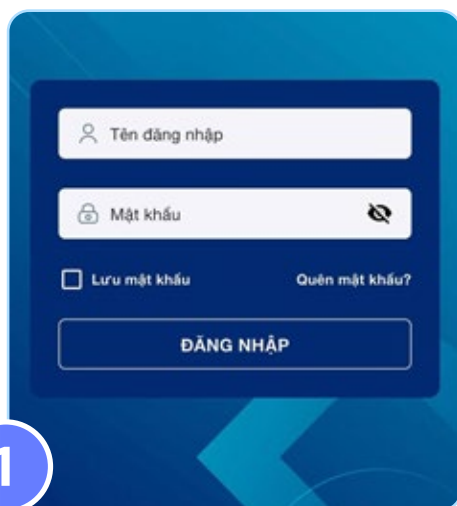 Tên đăng nhập
Mật khẩu
Lưu mật khẩu
Quên mật khẩu?
ĐĂNG NHẬP
1